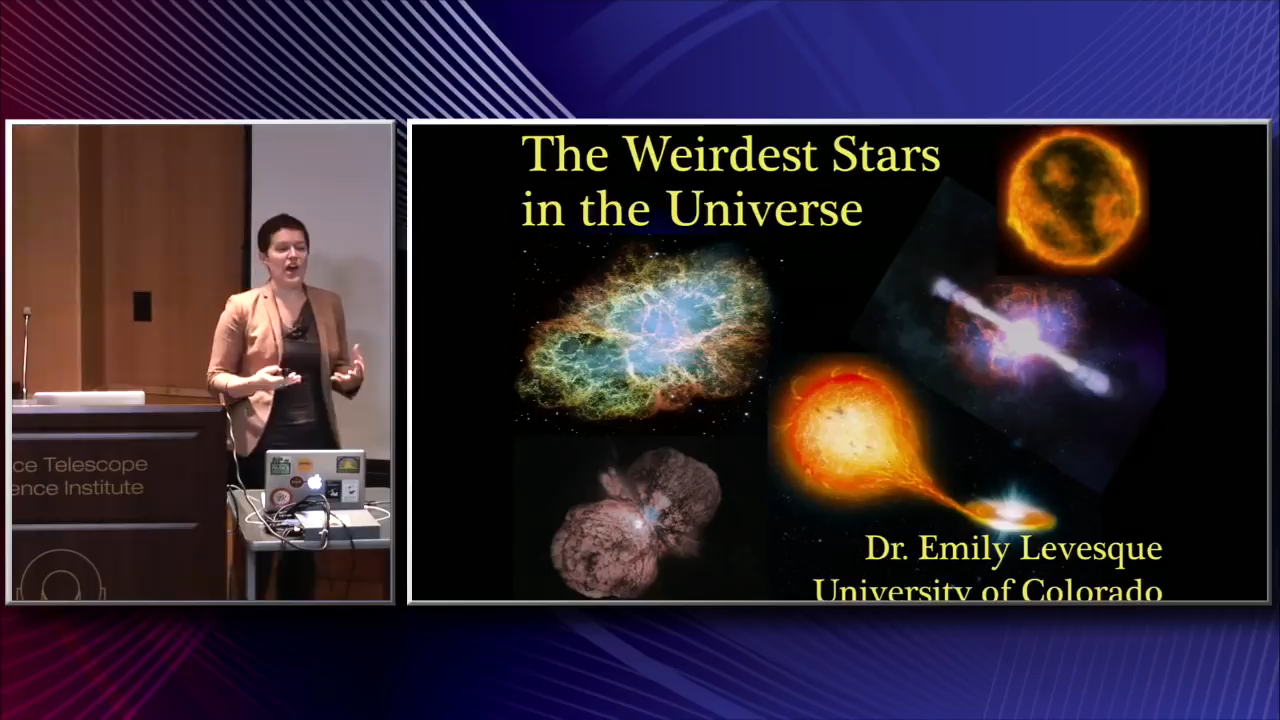 The Weirdest Stars
in the Universe
Dr. Emily Levesque
University of Colorado
ce Telescope
ence Institute